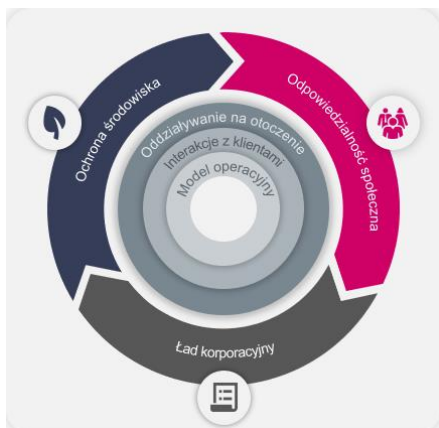 Ochrona środowiska
Odpowiedzialność społeczna
Oddziaływanie na otoczenie
Interakcje z klientami
Model operacyjny
Ład korporacyjny